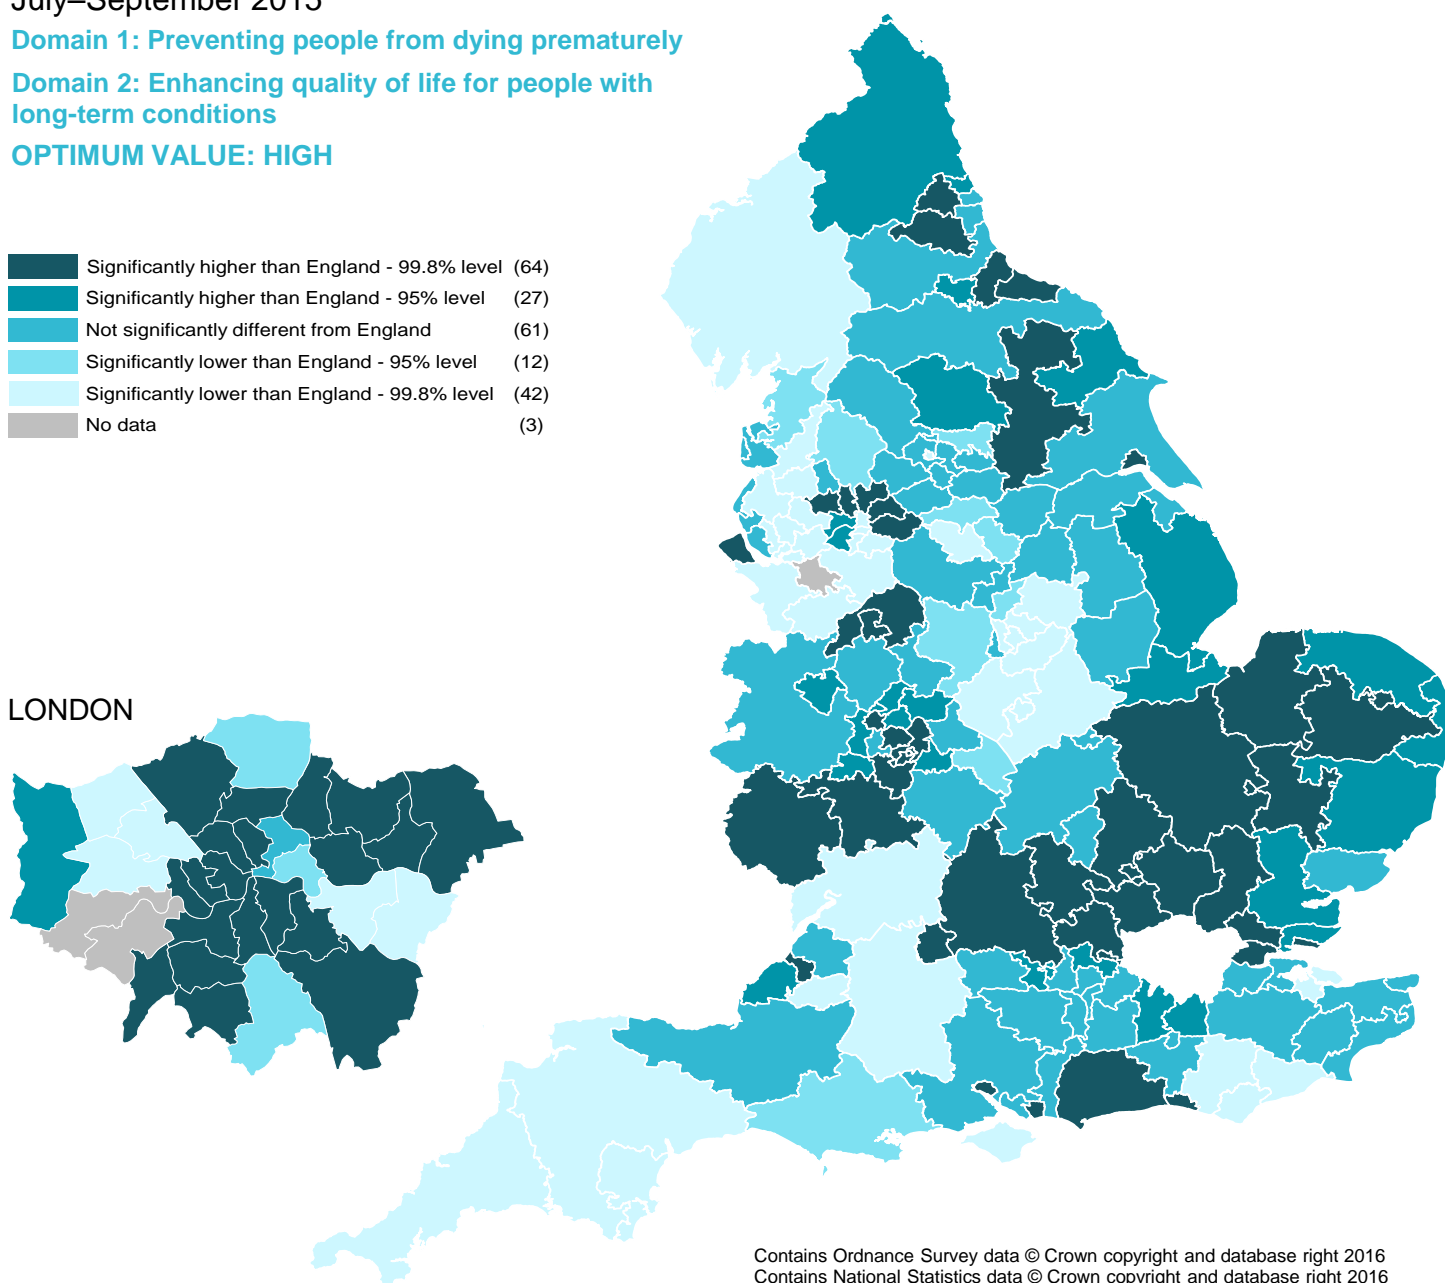 July–September 2015
Domain 1: Preventing people from dying prematurely
Domain 2: Enhancing quality of life for people with
long-term conditions
OPTIMUM VALUE: HIGH
Significantly higher than England - 99.8% level (64)
Significantly higher than England - 95% level (27)
Not significantly different from England (61)
Significantly lower than England - 95% level (12)
Significantly lower than England - 99.8% level (42)
No data (3)
LONDON
Contains Ordnance Survey data © Crown copyright and database right 2016
Contains National Statistics data © Crown copyright and database right 2016